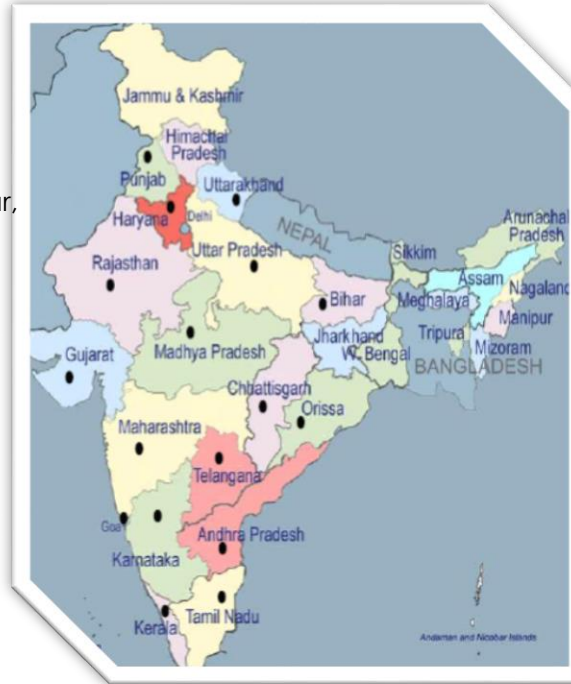 Jammu & Kashmir
Himachal
Pradesh
Punjab
Uttarakhand
ur,
Haryana
Delhi
Arunachal
Pradesh
NEPAL
Sikkim
Uttar Pradesh
Rajasthan
Assam
Nagaland
Bihar
Meghalaya
Manipur
Jharkhand
Tripura
Mizoram
Gujarat
Madhya Pradesh
W. Bengal
BANGLADESH
Chhattisgarh
Orissa
Maharashtra
Telangana
Goa
Andhra Pradesh
Karnataka
Tamil Nadu
Kerala
Andaman and Nicobar Islands